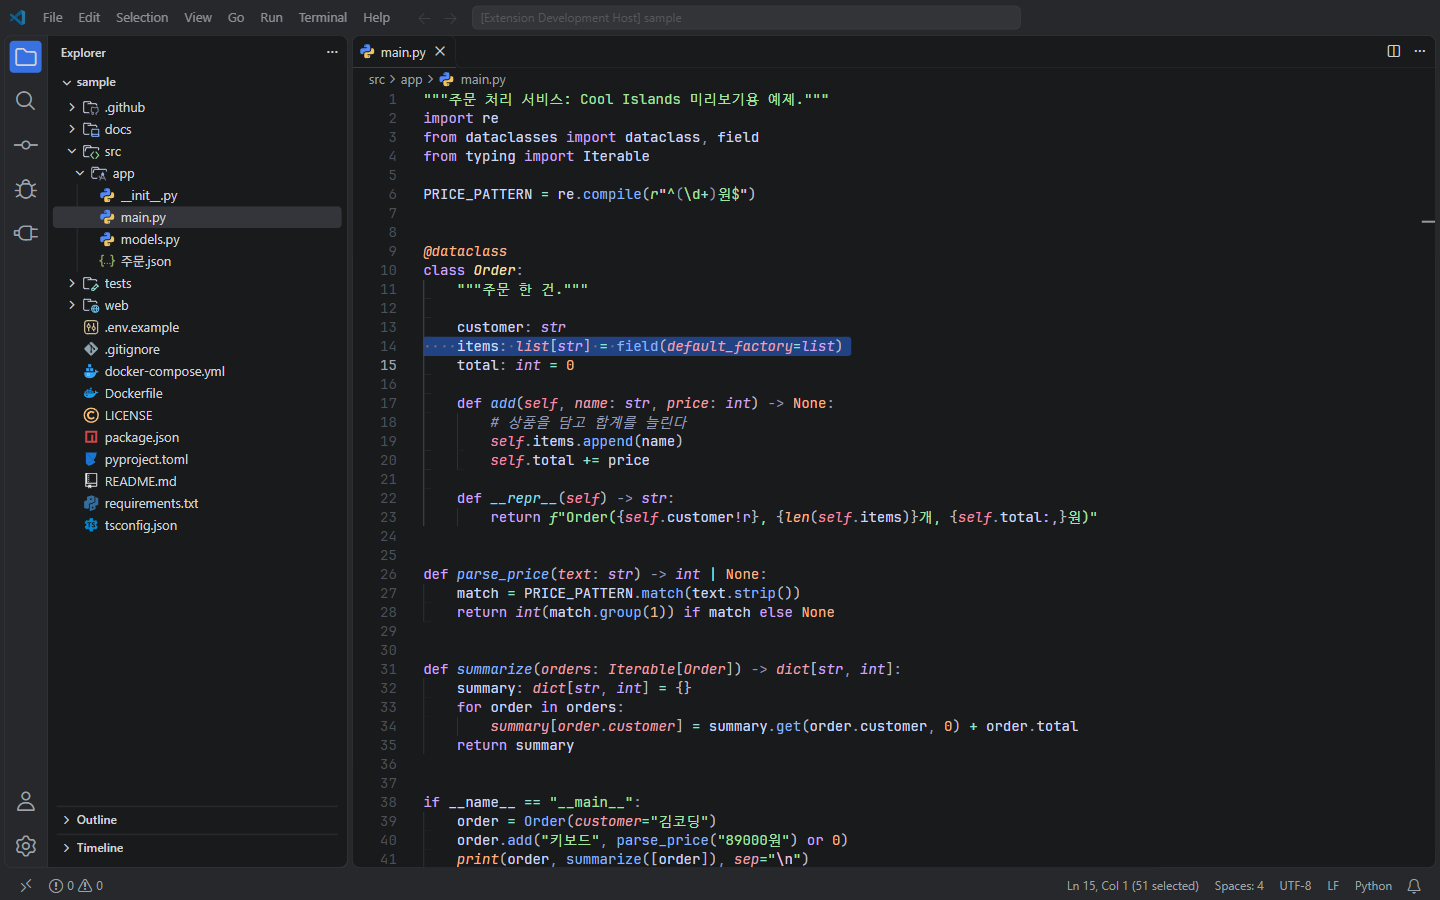 File Edit Selection View Go Run Terminal Help
[Extension Development Host] sample
Explorer
sample
.github
docs
src
app
__init__.py
main.py
models.py
주문.json
tests
web
.env.example
.gitignore
docker-compose.yml
Dockerfile
LICENSE
package.json
pyproject.toml
README.md
requirements.txt
tsconfig.json
Outline
Timeline
main.py
src > app > main.py
1 """주문 처리 서비스: Cool Islands 미리보기용 예제."""
2 import re
3 from dataclasses import dataclass, field
4 from typing import Iterable
5
6 PRICE_PATTERN = re.compile(r"^(\d+)원$")
7
8
9 @dataclass
10 class Order:
11     """주문 한 건."""
12
13     customer: str
14 ····items:·list[str]·=·field(default_factory=list)
15     total: int = 0
16
17     def add(self, name: str, price: int) -> None:
18         # 상품을 담고 합계를 늘린다
19         self.items.append(name)
20         self.total += price
21
22     def __repr__(self) -> str:
23         return f"Order({self.customer!r}, {len(self.items)}개, {self.total:,}원)"
24
25
26 def parse_price(text: str) -> int | None:
27     match = PRICE_PATTERN.match(text.strip())
28     return int(match.group(1)) if match else None
29
30
31 def summarize(orders: Iterable[Order]) -> dict[str, int]:
32     summary: dict[str, int] = {}
33     for order in orders:
34         summary[order.customer] = summary.get(order.customer, 0) + order.total
35     return summary
36
37
38 if __name__ == "__main__":
39     order = Order(customer="김코딩")
40     order.add("키보드", parse_price("89000원") or 0)
41     print(order, summarize([order]), sep="\n")
0 0
Ln 15, Col 1 (51 selected) Spaces: 4 UTF-8 LF Python